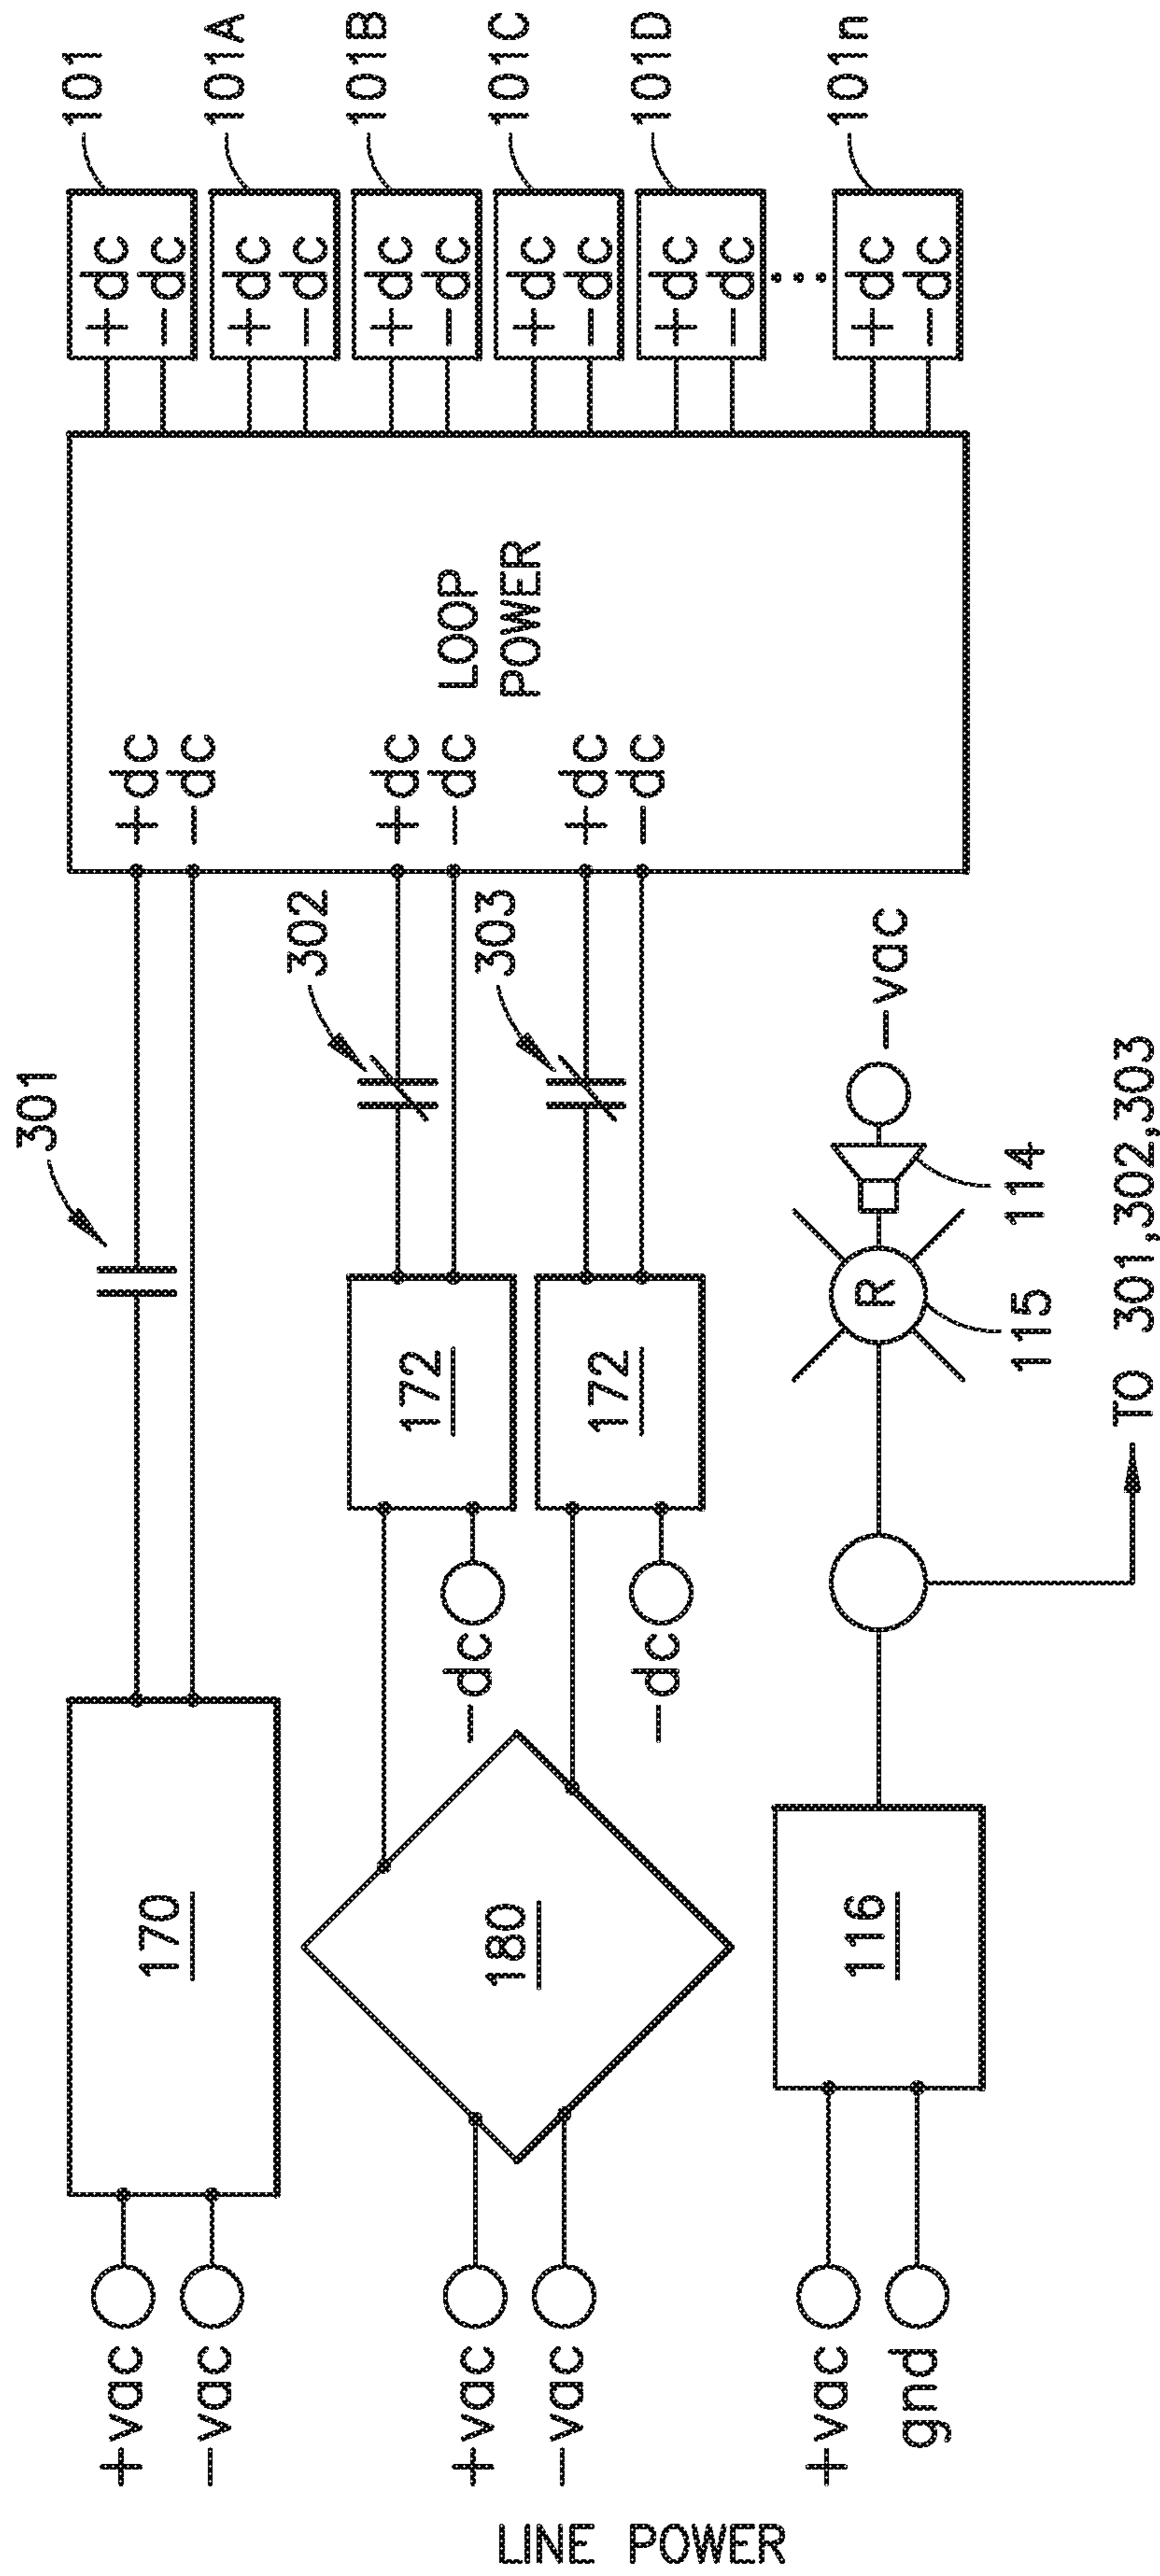 301
+vac
-vac
170
+dc
-dc
+dc
-dc
101
+dc
-dc
101A
302
+dc
-dc
101B
172
+dc
-dc
+vac
-vac
180
-dc
LOOP
POWER
303
+dc
-dc
101C
172
+dc
-dc
-dc
+dc
-dc
101D
LINE POWER
+vac
gnd
116
R
-vac
+dc
-dc
101n
115
114
TO 301,302,303